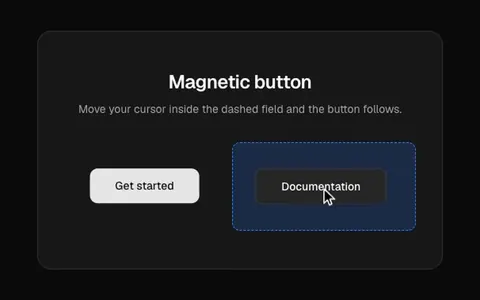 Magnetic button
Move your cursor inside the dashed field and the button follows.
Get started
Documentation